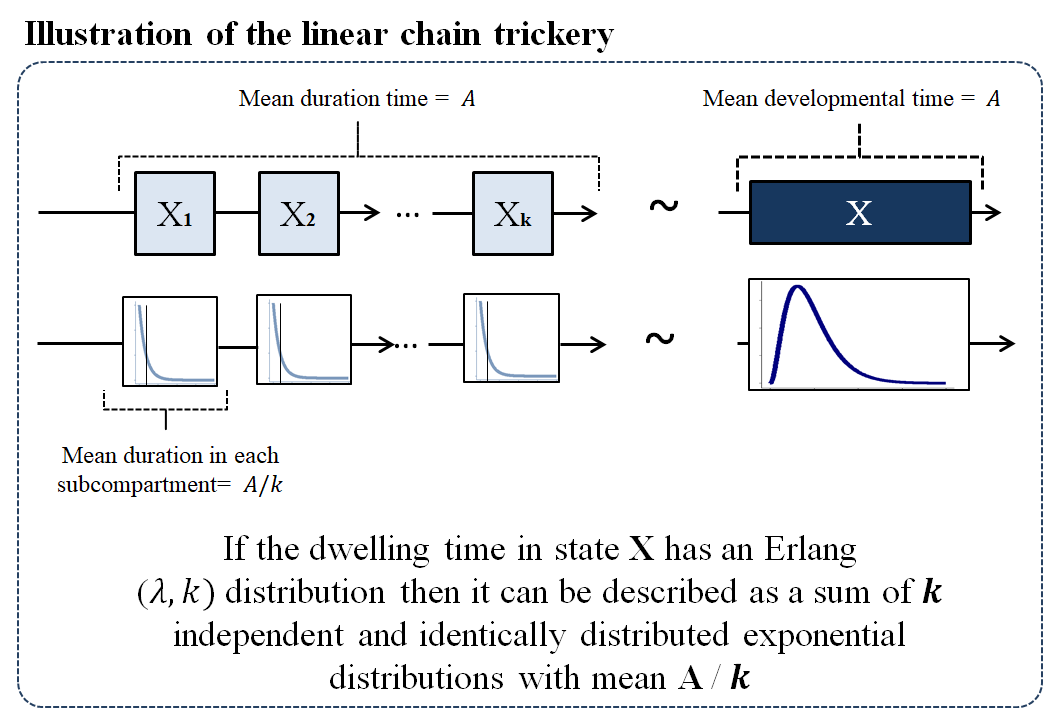 Illustration of the linear chain trickery
Mean duration time = A
Mean developmental time = A
X1
X2
...
Xk
~
X
...
~
Mean duration in each
subcompartment= A/k
If the dwelling time in state X has an Erlang
(λ, k) distribution then it can be described as a sum of k
independent and identically distributed exponential
distributions with mean A / k